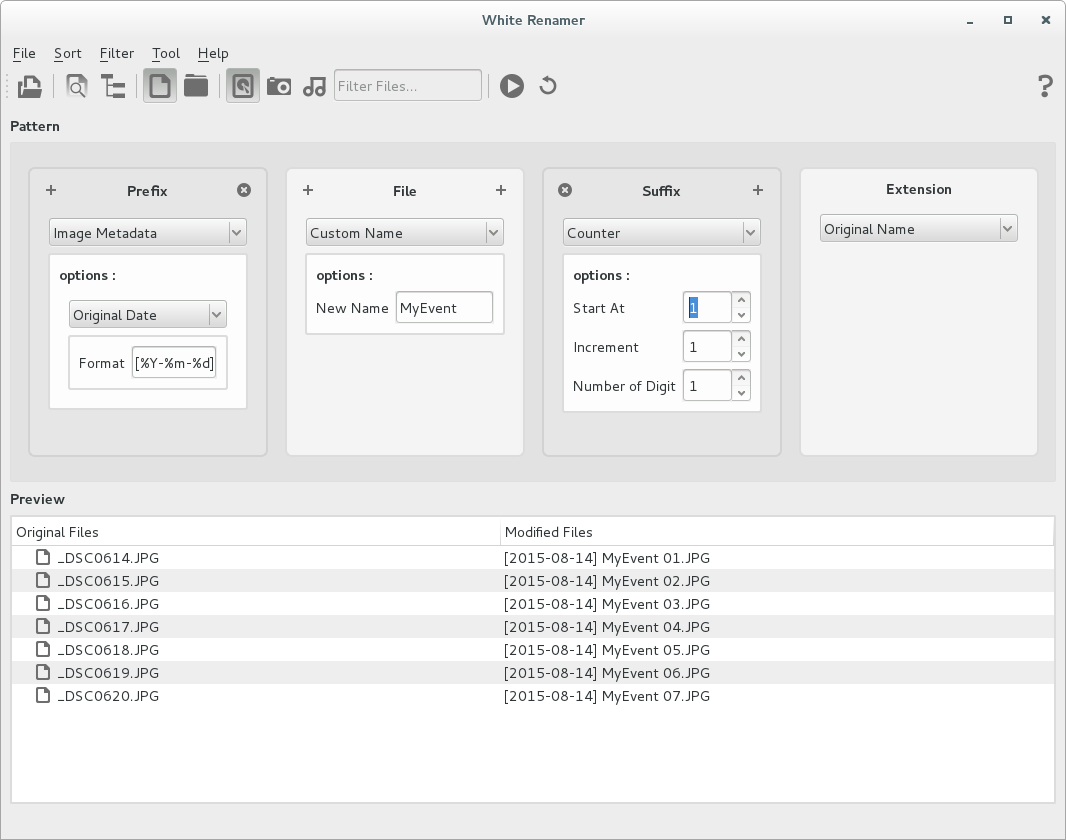 White Renamer
File Sort Filter Tool Help
Filter Files...
?
Pattern
Prefix File Suffix Extension
Image Metadata Custom Name Counter Original Name
options : options : options :
Original Date New Name MyEvent Start At 1
Format [%Y-%m-%d] Increment 1
Number of Digit 1
Preview
Original Files Modified Files
_DSC0614.JPG [2015-08-14] MyEvent 01.JPG
_DSC0615.JPG [2015-08-14] MyEvent 02.JPG
_DSC0616.JPG [2015-08-14] MyEvent 03.JPG
_DSC0617.JPG [2015-08-14] MyEvent 04.JPG
_DSC0618.JPG [2015-08-14] MyEvent 05.JPG
_DSC0619.JPG [2015-08-14] MyEvent 06.JPG
_DSC0620.JPG [2015-08-14] MyEvent 07.JPG